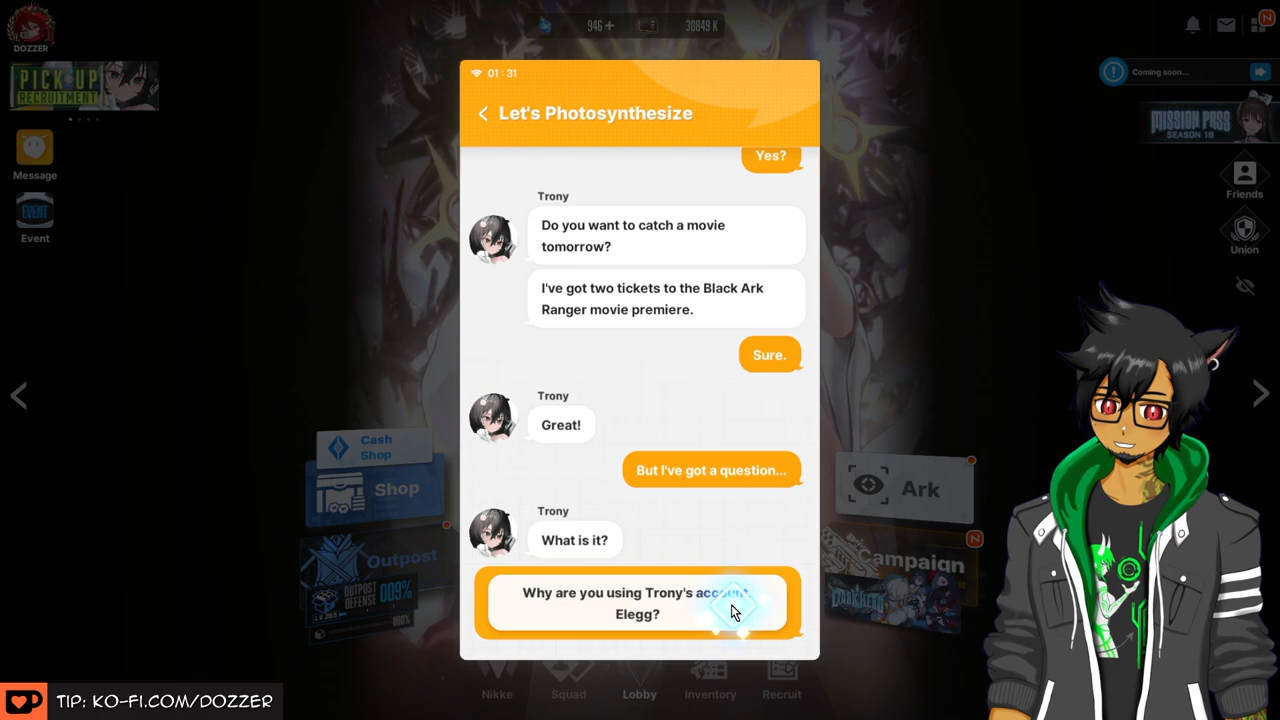 DOZZER
946 +
30849 K
N
PICK UP
RECRUITMENT
Message
EVENT
Event
01 : 31
Let's Photosynthesize
Yes?
Trony
Do you want to catch a movie
tomorrow?
I've got two tickets to the Black Ark
Ranger movie premiere.
Sure.
Trony
Great!
But I've got a question...
Trony
What is it?
Why are you using Trony's account,
Elegg?
Coming soon...
MISSION PASS
SEASON 18
Friends
Union
Cash
Shop
Shop
Outpost
OUTPOST
DEFENSE
009%
Ark
N
Campaign
DARK HERO
Nikke
Squad
Lobby
Inventory
Recruit
TIP: KO-FI.COM/DOZZER